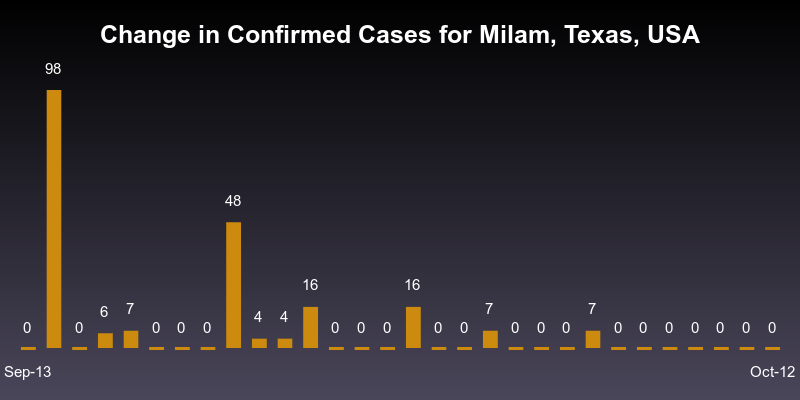 Change in Confirmed Cases for Milam, Texas, USA
98
48
16 16
0 0 6 7 0 0 0 4 4 0 0 0 0 0 7 0 0 0 7 0 0 0 0 0 0 0
Sep-13 Oct-12